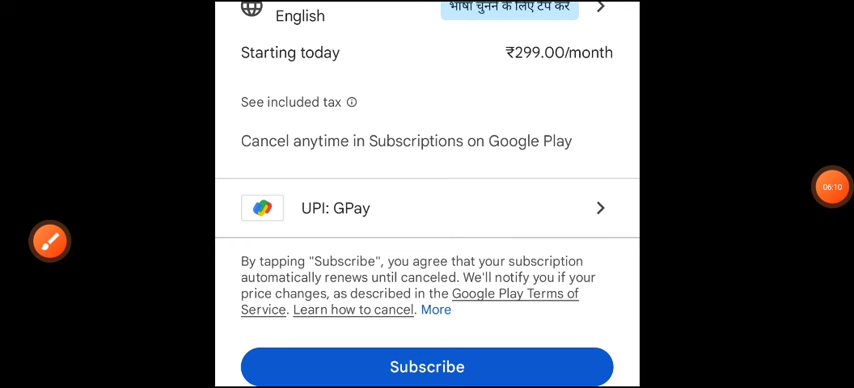 English
भाषा चुनने के लिए टैप करें
Starting today
₹299.00/month
See included tax
Cancel anytime in Subscriptions on Google Play
UPI: GPay
06:10
By tapping "Subscribe", you agree that your subscription
automatically renews until canceled. We'll notify you if your
price changes, as described in the Google Play Terms of
Service. Learn how to cancel. More
Subscribe